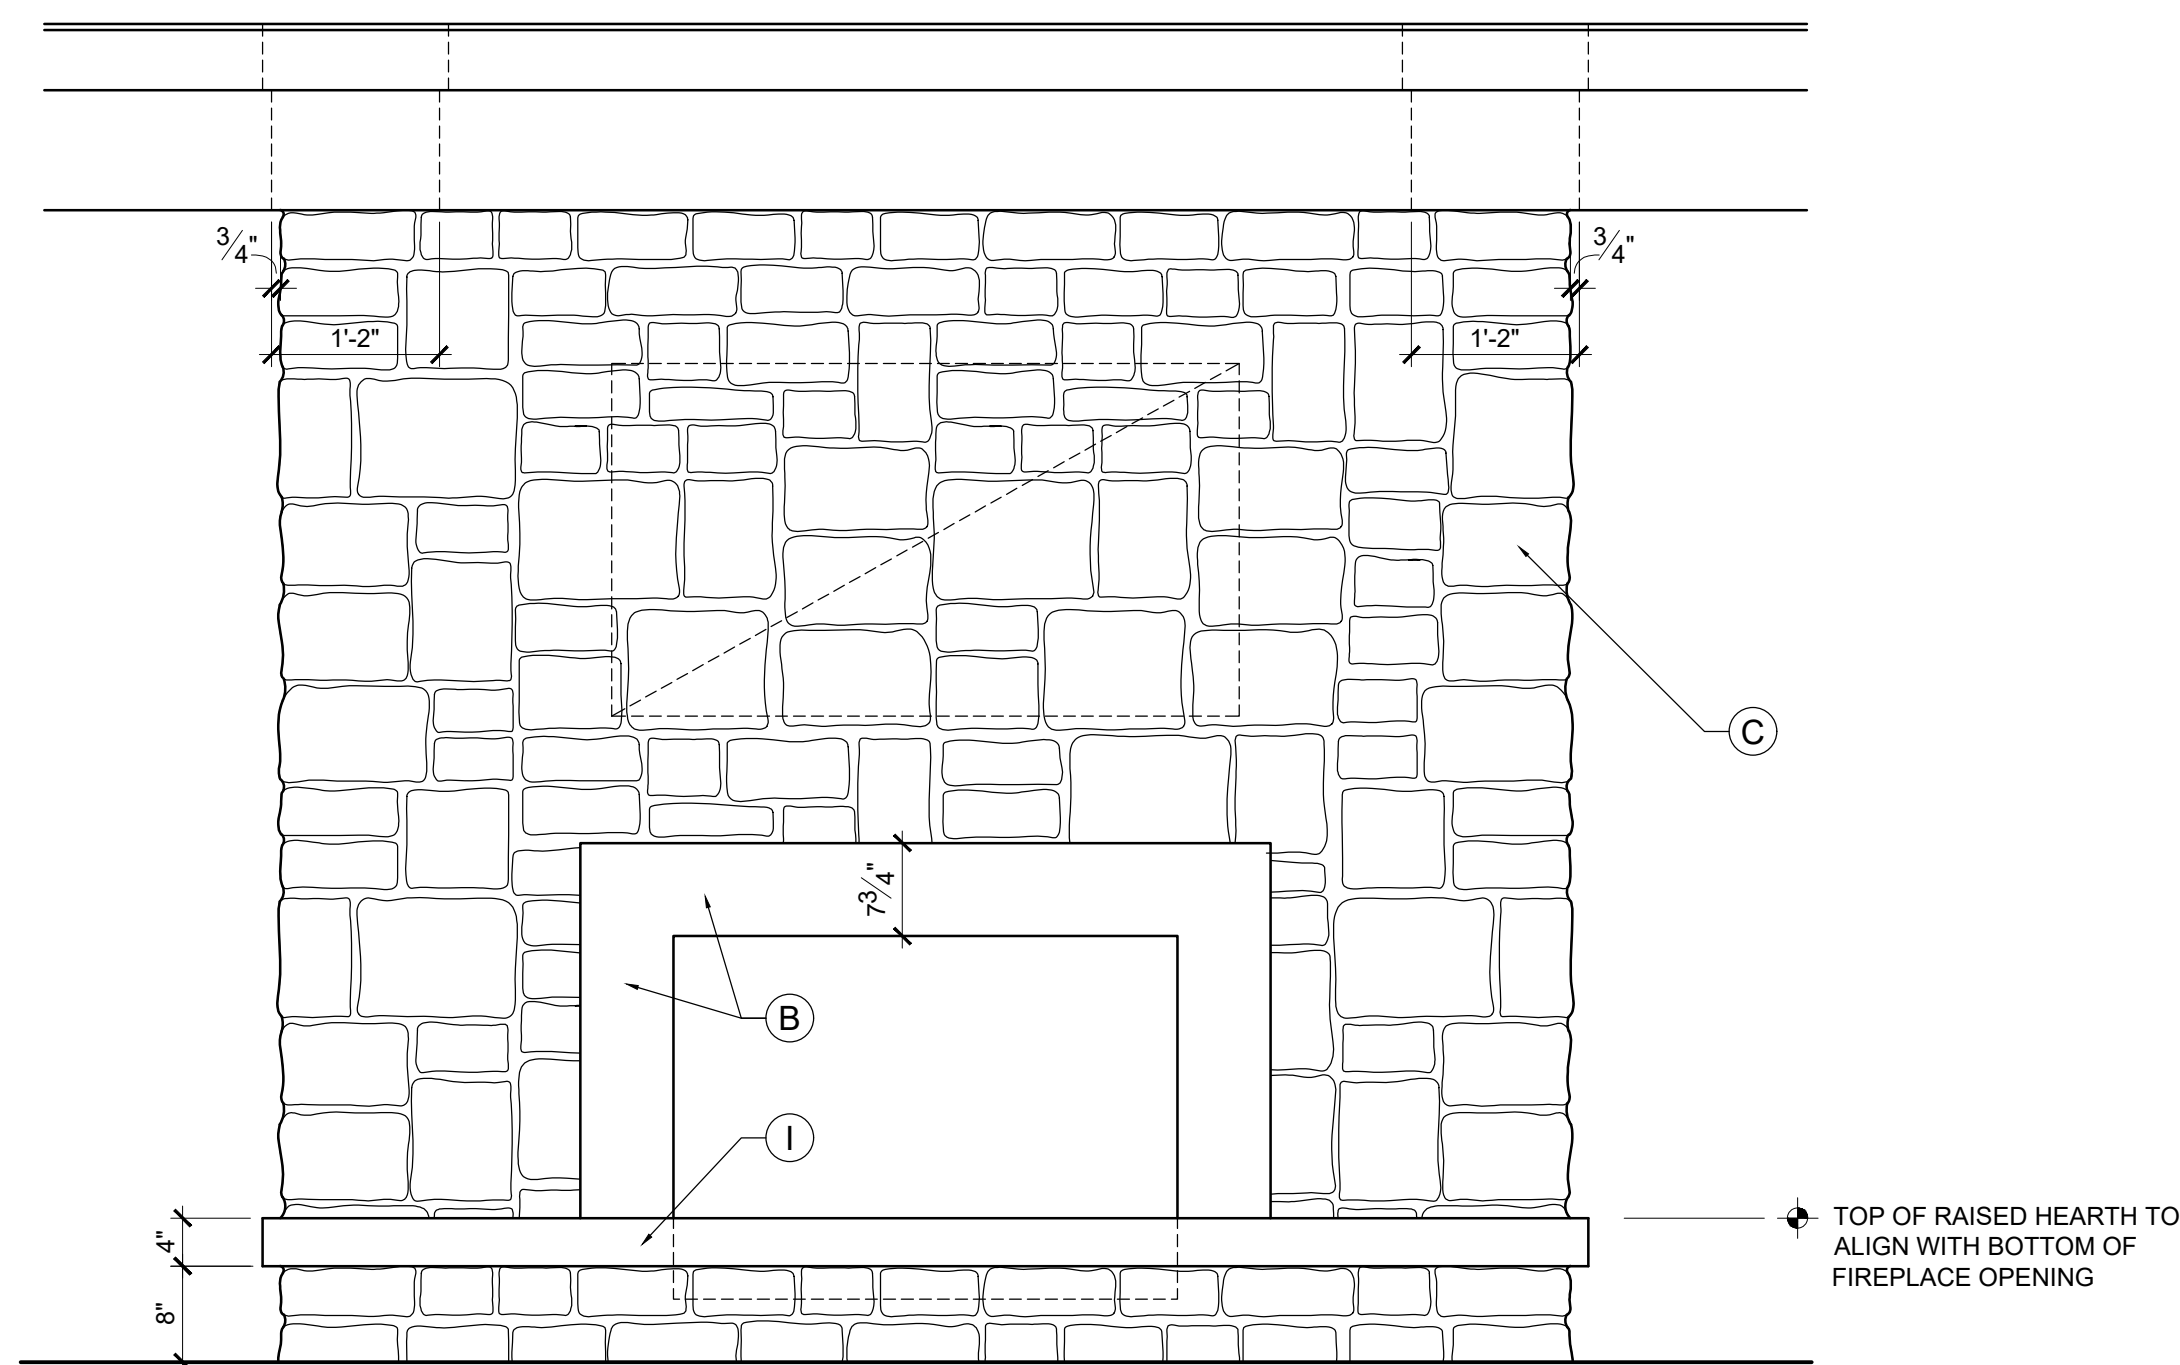 3/4"
3/4"
1'-2"
1'-2"
C
7 3/4"
B
I
4"
8"
TOP OF RAISED HEARTH TO
ALIGN WITH BOTTOM OF
FIREPLACE OPENING